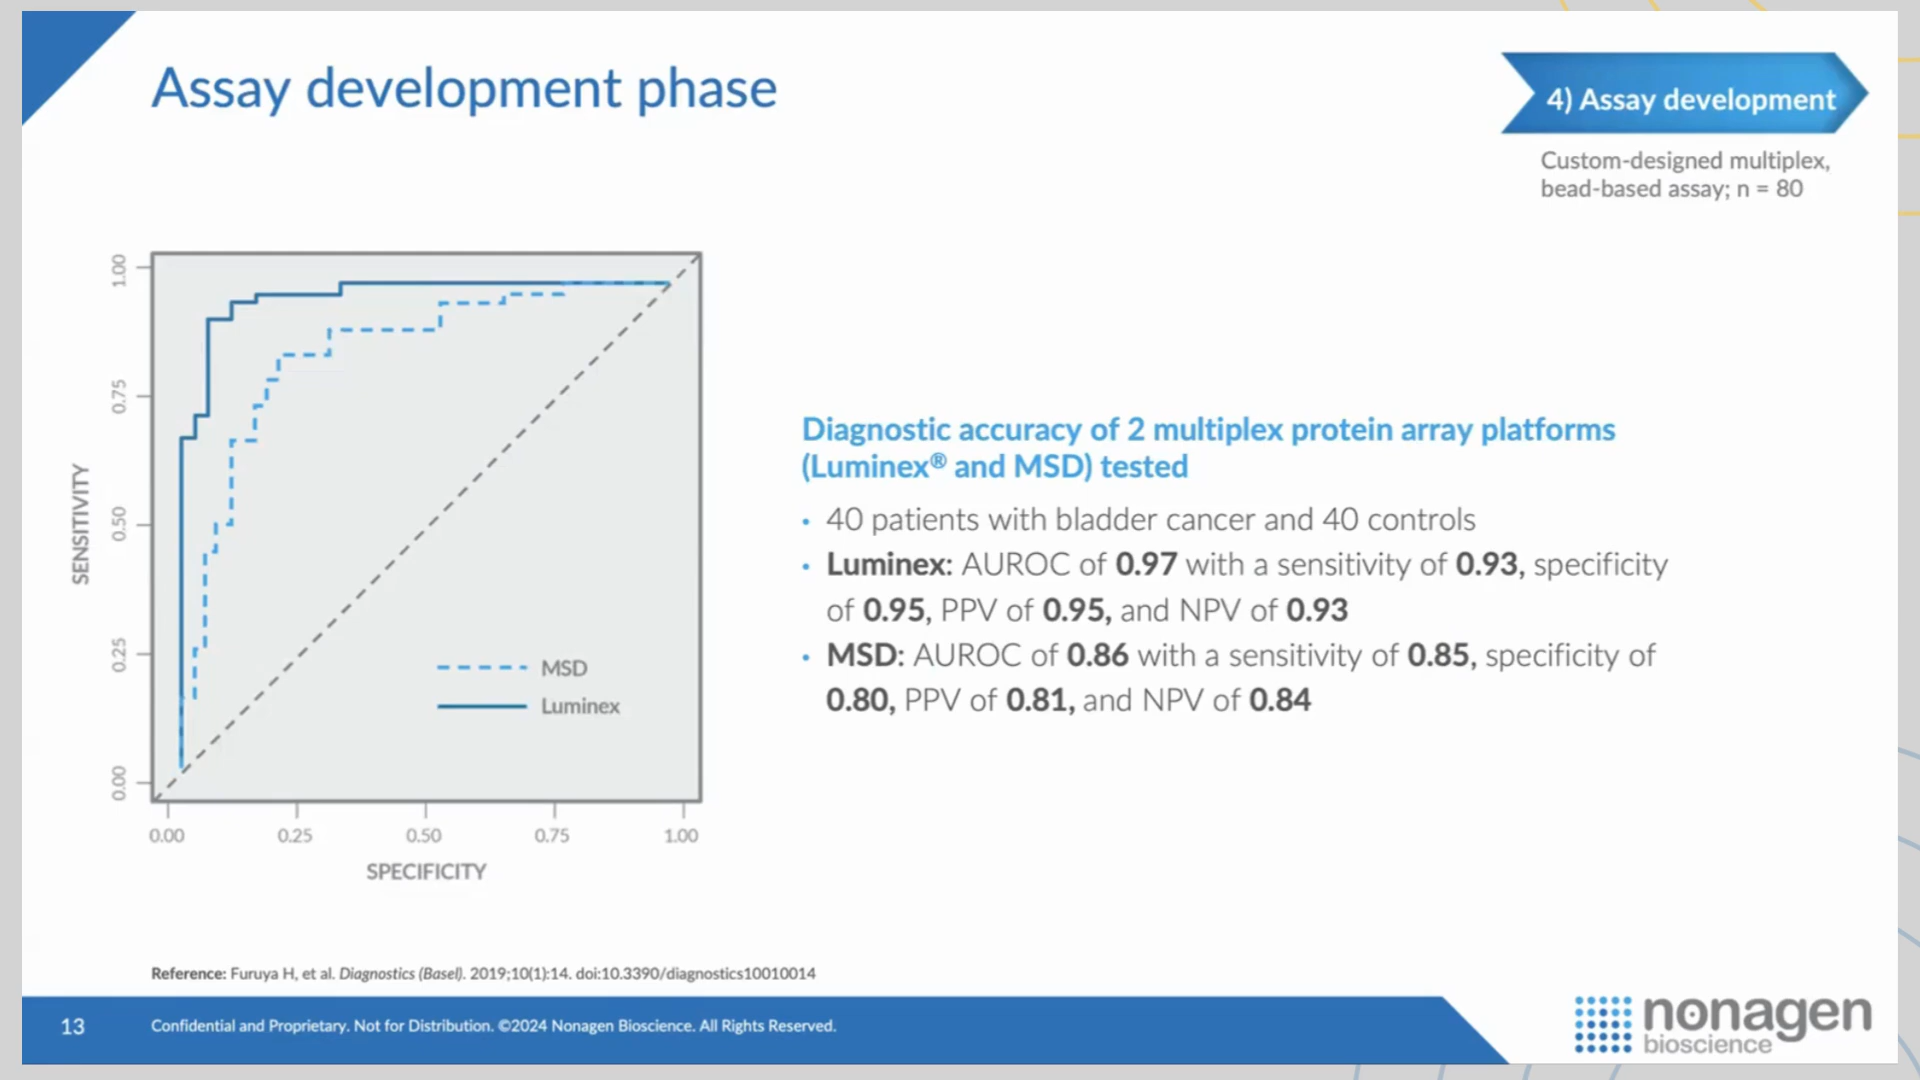 Assay development phase
4) Assay development
Custom-designed multiplex,
bead-based assay; n = 80
1.00
0.75
0.50
0.25
0.00
SENSITIVITY
MSD
Luminex
0.00 0.25 0.50 0.75 1.00
SPECIFICITY
Diagnostic accuracy of 2 multiplex protein array platforms
(Luminex® and MSD) tested
• 40 patients with bladder cancer and 40 controls
• Luminex: AUROC of 0.97 with a sensitivity of 0.93, specificity
of 0.95, PPV of 0.95, and NPV of 0.93
• MSD: AUROC of 0.86 with a sensitivity of 0.85, specificity of
0.80, PPV of 0.81, and NPV of 0.84
Reference: Furuya H, et al. Diagnostics (Basel). 2019;10(1):14. doi:10.3390/diagnostics10010014
13
Confidential and Proprietary. Not for Distribution. ©2024 Nonagen Bioscience. All Rights Reserved.
nonagen
bioscience